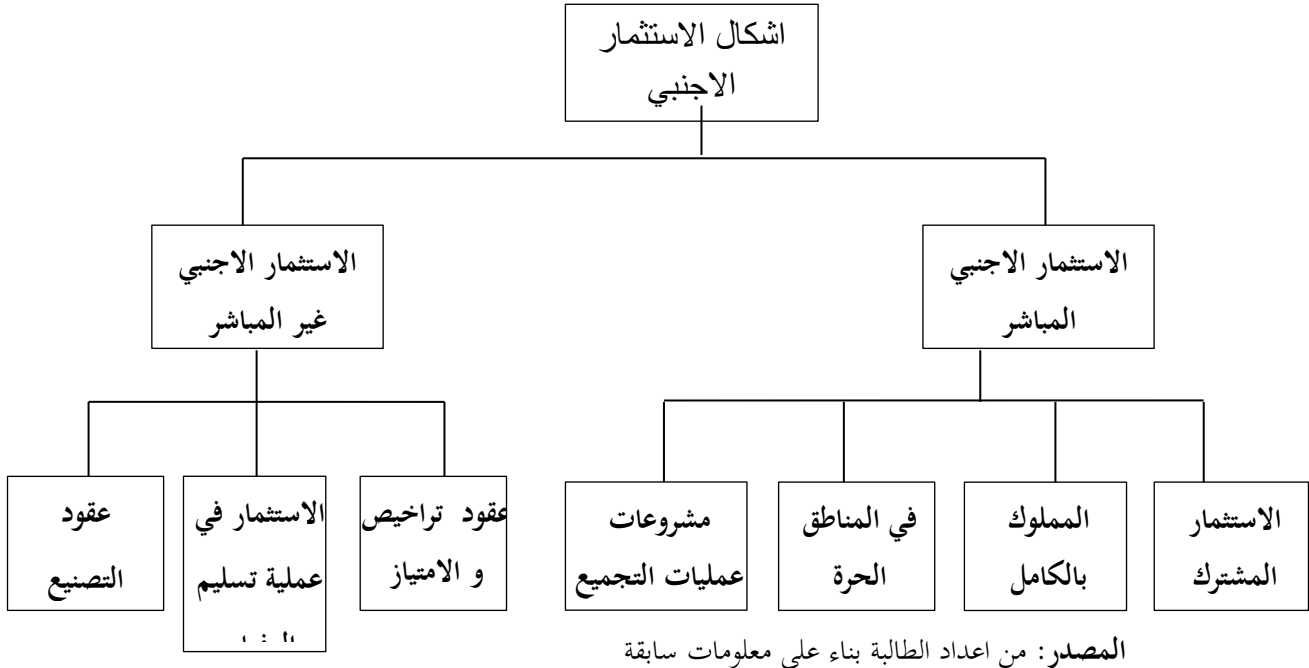 اشكال الاستثمار
الاجنبي
الاستثمار الاجنبي
المباشر
الاستثمار الاجنبي
غير المباشر
الاستثمار
المشترك
المملوك
بالكامل
في المناطق
الحرة
مشروعات
عمليات التجميع
عقود تراخيص
و الامتياز
الاستثمار في
عملية تسليم
عقود
التصنيع
المصدر: من اعداد الطالبة بناء على معلومات سابقة